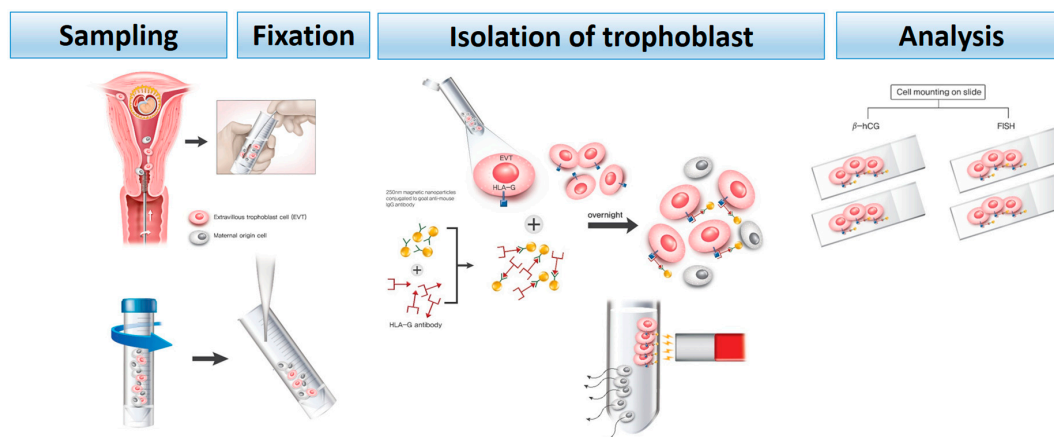 Sampling
Fixation
Isolation of trophoblast
Analysis
Extravillous trophoblast cell (EVT)
Maternal origin cell
EVT
HLA-G
250nm magnetic nanoparticles
conjugated to goat anti-mouse
IgG antibody
+
+
HLA-G antibody
overnight
Cell mounting on slide
β-hCG
FISH